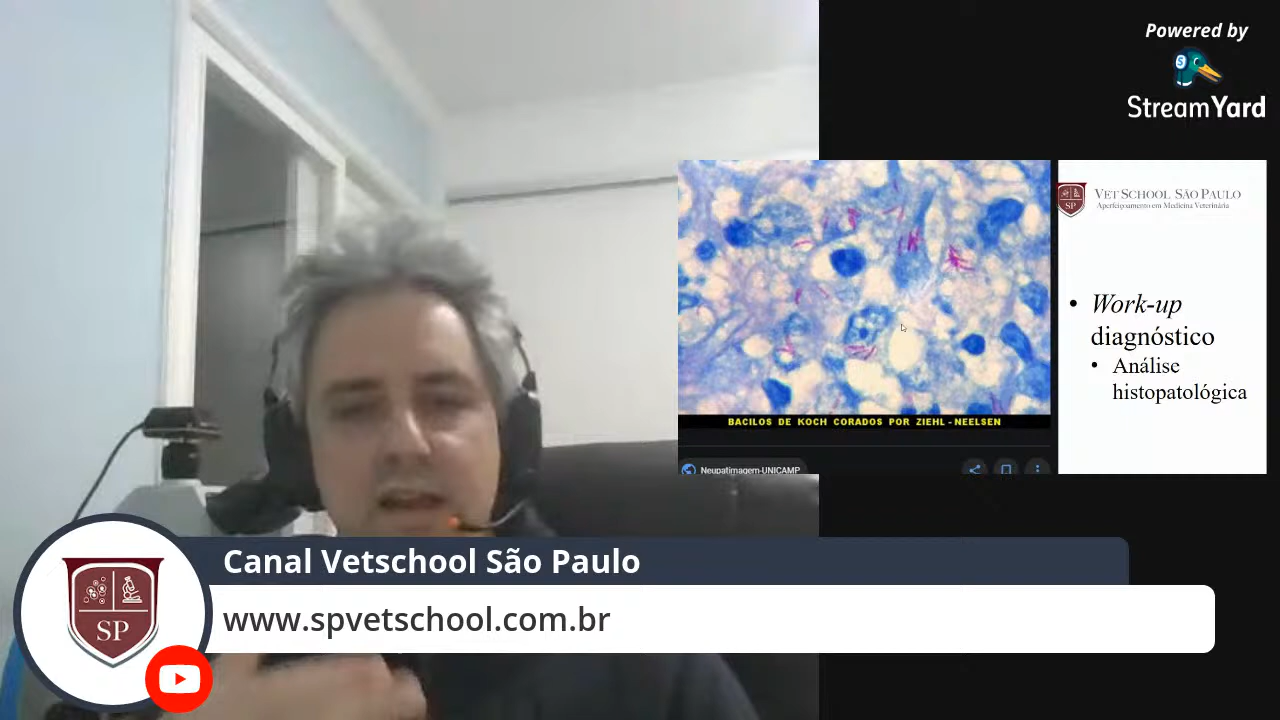 Powered by
StreamYard
VET SCHOOL SÃO PAULO
Aperfeiçoamento em Medicina Veterinária
SP
• Work-up
diagnóstico
• Análise
histopatológica
BACILOS DE KOCH CORADOS POR ZIEHL - NEELSEN
Neupatimagem-UNICAMP
Canal Vetschool São Paulo
www.spvetschool.com.br
SP